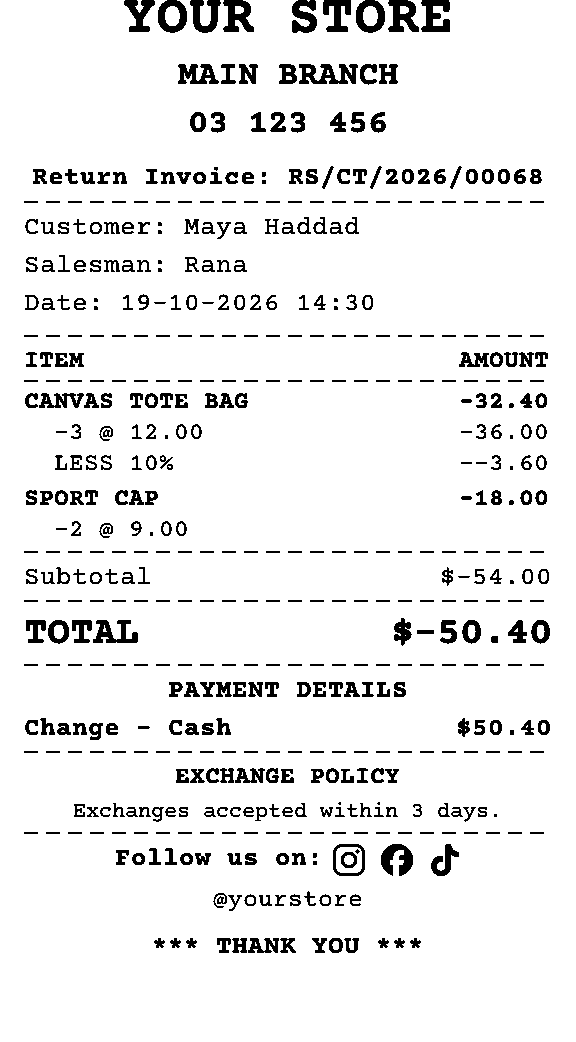 YOUR STORE
MAIN BRANCH
03 123 456
Return Invoice: RS/CT/2026/00068
Customer: Maya Haddad
Salesman: Rana
Date: 19-10-2026 14:30
ITEM AMOUNT
CANVAS TOTE BAG -32.40
-3 @ 12.00 -36.00
LESS 10% --3.60
SPORT CAP -18.00
-2 @ 9.00
Subtotal $-54.00
TOTAL $-50.40
PAYMENT DETAILS
Change - Cash $50.40
EXCHANGE POLICY
Exchanges accepted within 3 days.
Follow us on:
@yourstore
*** THANK YOU ***